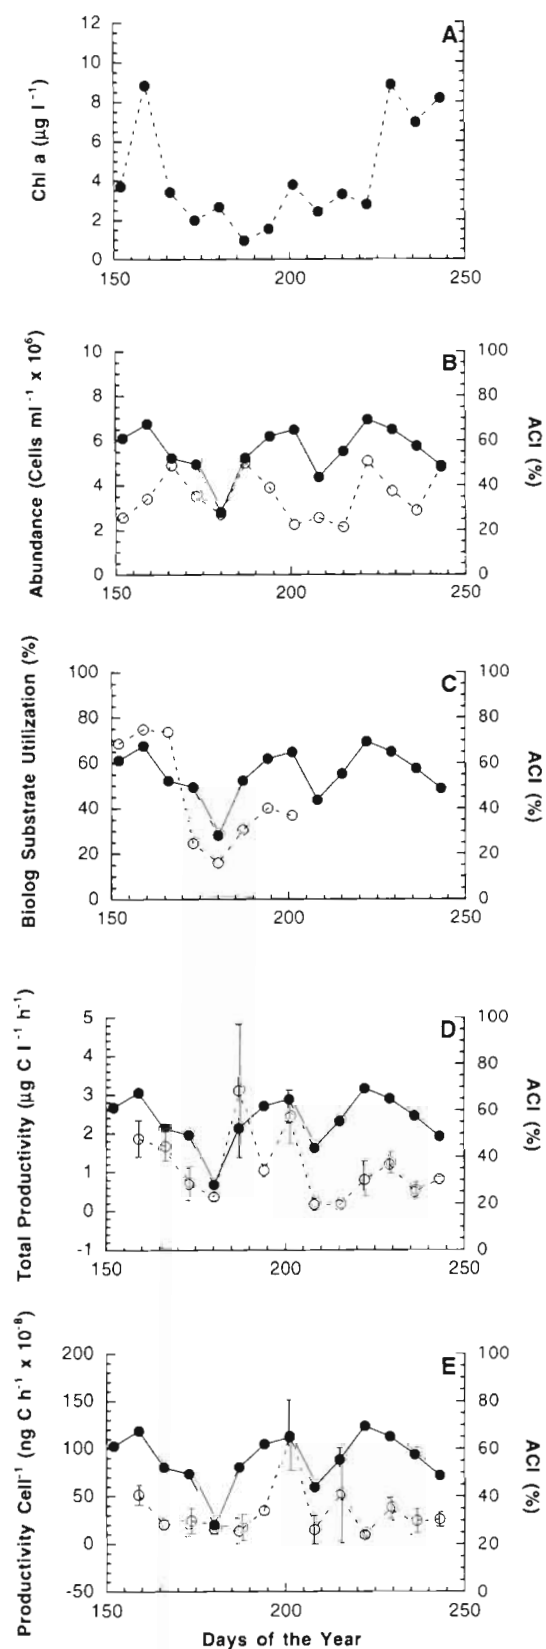 A
Chl a (µg l⁻¹)
12
10
8
6
4
2
0
150 200 250
B
Abundance (Cells ml⁻¹ x 10⁶)
10
8
6
4
2
0
ACI (%)
100
80
60
40
20
0
150 200 250
C
Biolog Substrate Utilization (%)
100
80
60
40
20
0
ACI (%)
100
80
60
40
20
0
150 200 250
D
Total Productivity (µg C l⁻¹ h⁻¹)
5
4
3
2
1
0
-1
ACI (%)
100
80
60
40
20
0
150 200 250
E
Productivity Cell⁻¹ (ng C h⁻¹ x 10⁻⁸)
200
150
100
50
0
-50
ACI (%)
100
80
60
40
20
0
150 200 250
Days of the Year